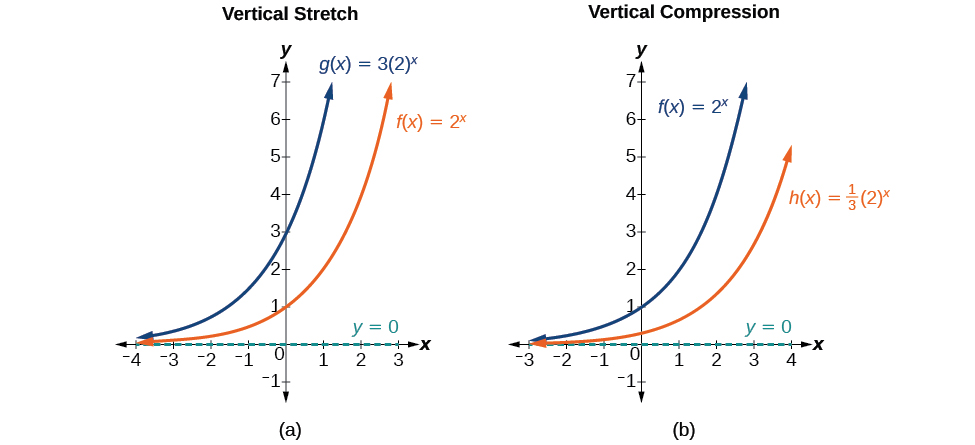 Vertical Stretch
y
g(x) = 3(2)ˣ
7
f(x) = 2ˣ
6
5
4
3
2
1
y = 0
x
−4 −3 −2 −1 0 1 2 3
−1
(a)
Vertical Compression
y
7
f(x) = 2ˣ
6
5
4
h(x) = 1/3(2)ˣ
3
2
1
y = 0
x
−3 −2 −1 0 1 2 3 4
−1
(b)